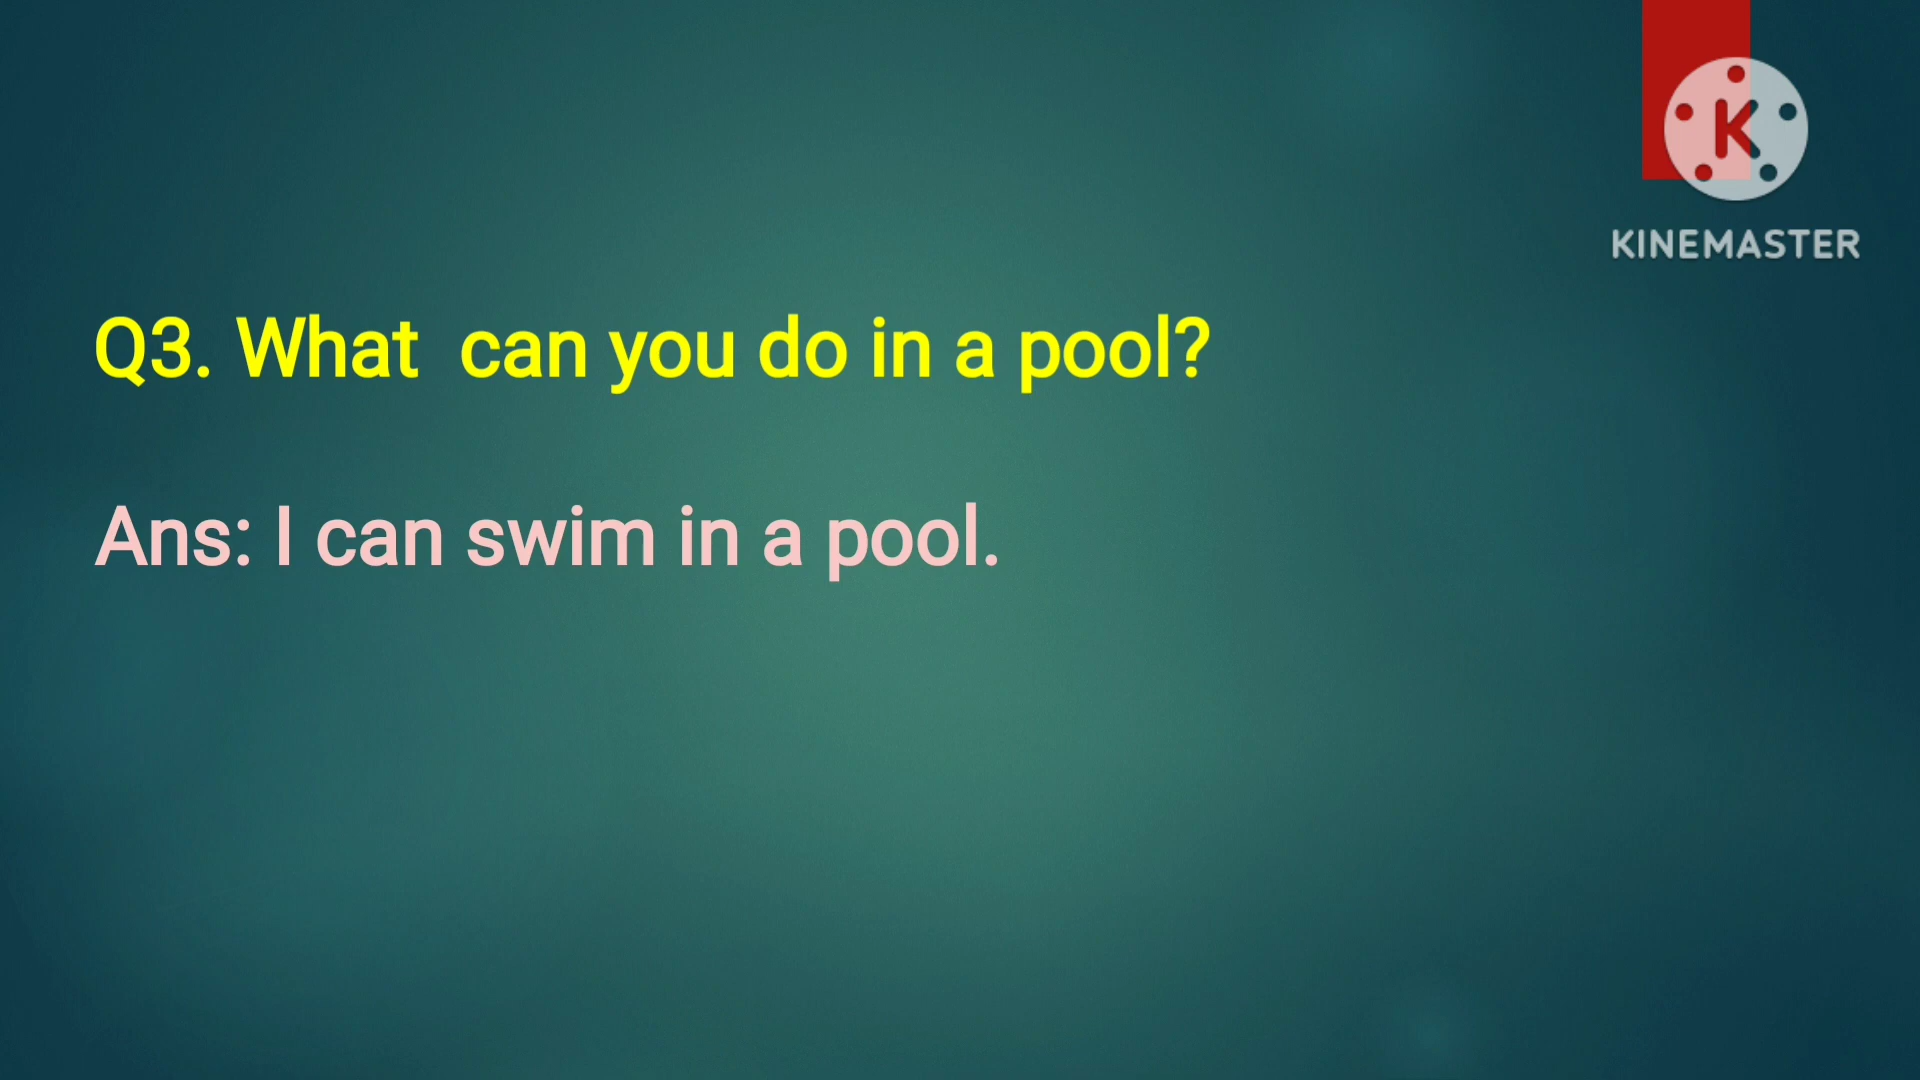 K
KINEMASTER
Q3. What  can you do in a pool?
Ans: I can swim in a pool.